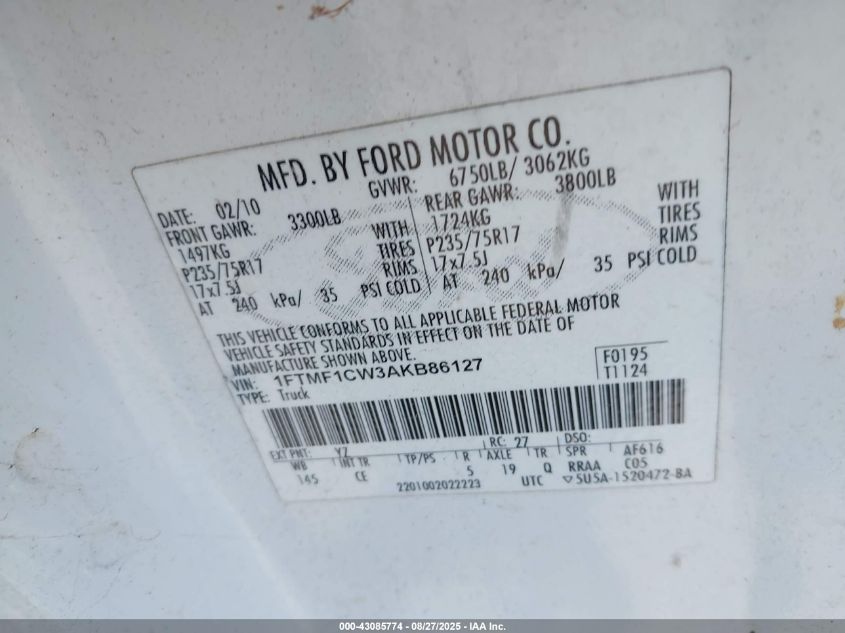 MFD. BY FORD MOTOR CO.
DATE: 02/10 GVWR: 6750LB/ 3062KG
FRONT GAWR: 3300LB REAR GAWR: 3800LB
1497KG WITH 1724KG WITH
P235/75R17 TIRES P235/75R17 TIRES
17x7.5J RIMS 17x7.5J RIMS
AT 240 kPa/ 35 PSI COLD AT 240 kPa/ 35 PSI COLD
THIS VEHICLE CONFORMS TO ALL APPLICABLE FEDERAL MOTOR
VEHICLE SAFETY STANDARDS IN EFFECT ON THE DATE OF
MANUFACTURE SHOWN ABOVE.
VIN: 1FTMF1CW3AKB86127 F0195
TYPE: Truck T1124
EXT PNT: YZ RC: 27 DSO:
WB INT TR TP/PS R AXLE TR SPR AF616
145 CE 5 19 Q RRAA C05
2201002022223 UTC ▽5U5A-1520472-BA
000-43085774 - 08/27/2025 - IAA Inc.